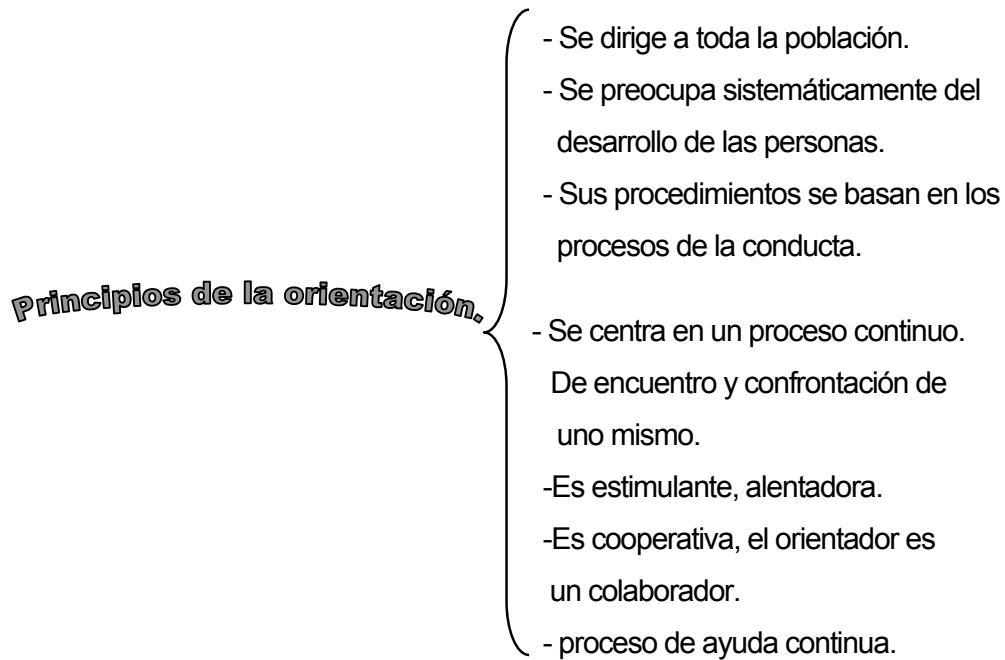 Principios de la orientación.
- Se dirige a toda la población.
- Se preocupa sistemáticamente del
desarrollo de las personas.
- Sus procedimientos se basan en los
procesos de la conducta.
- Se centra en un proceso continuo.
De encuentro y confrontación de
uno mismo.
-Es estimulante, alentadora.
-Es cooperativa, el orientador es
un colaborador.
- proceso de ayuda continua.